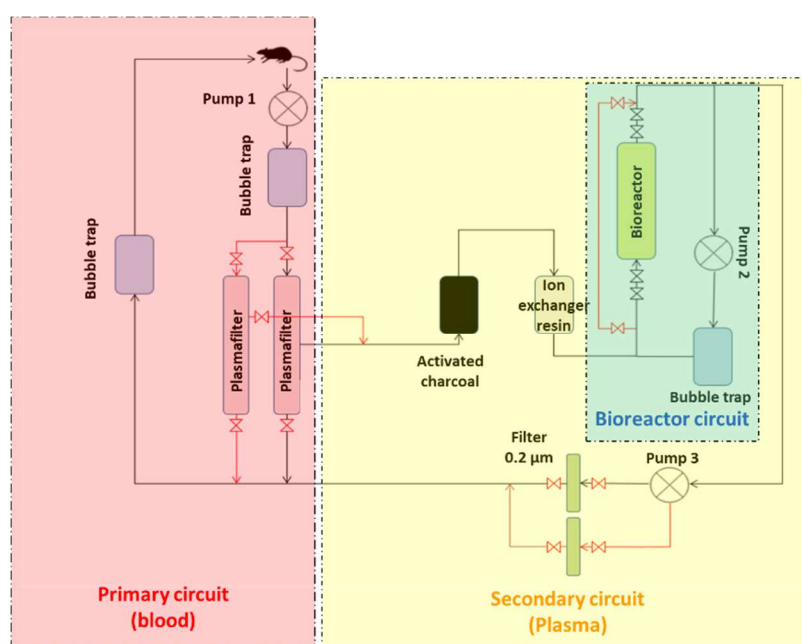 Pump 1
Bubble trap
Bubble trap
Plasmafilter
Plasmafilter
Activated
charcoal
Ion
exchanger
resin
Bioreactor
Pump 2
Bubble trap
Bioreactor circuit
Filter
0.2 µm
Pump 3
Primary circuit
(blood)
Secondary circuit
(Plasma)